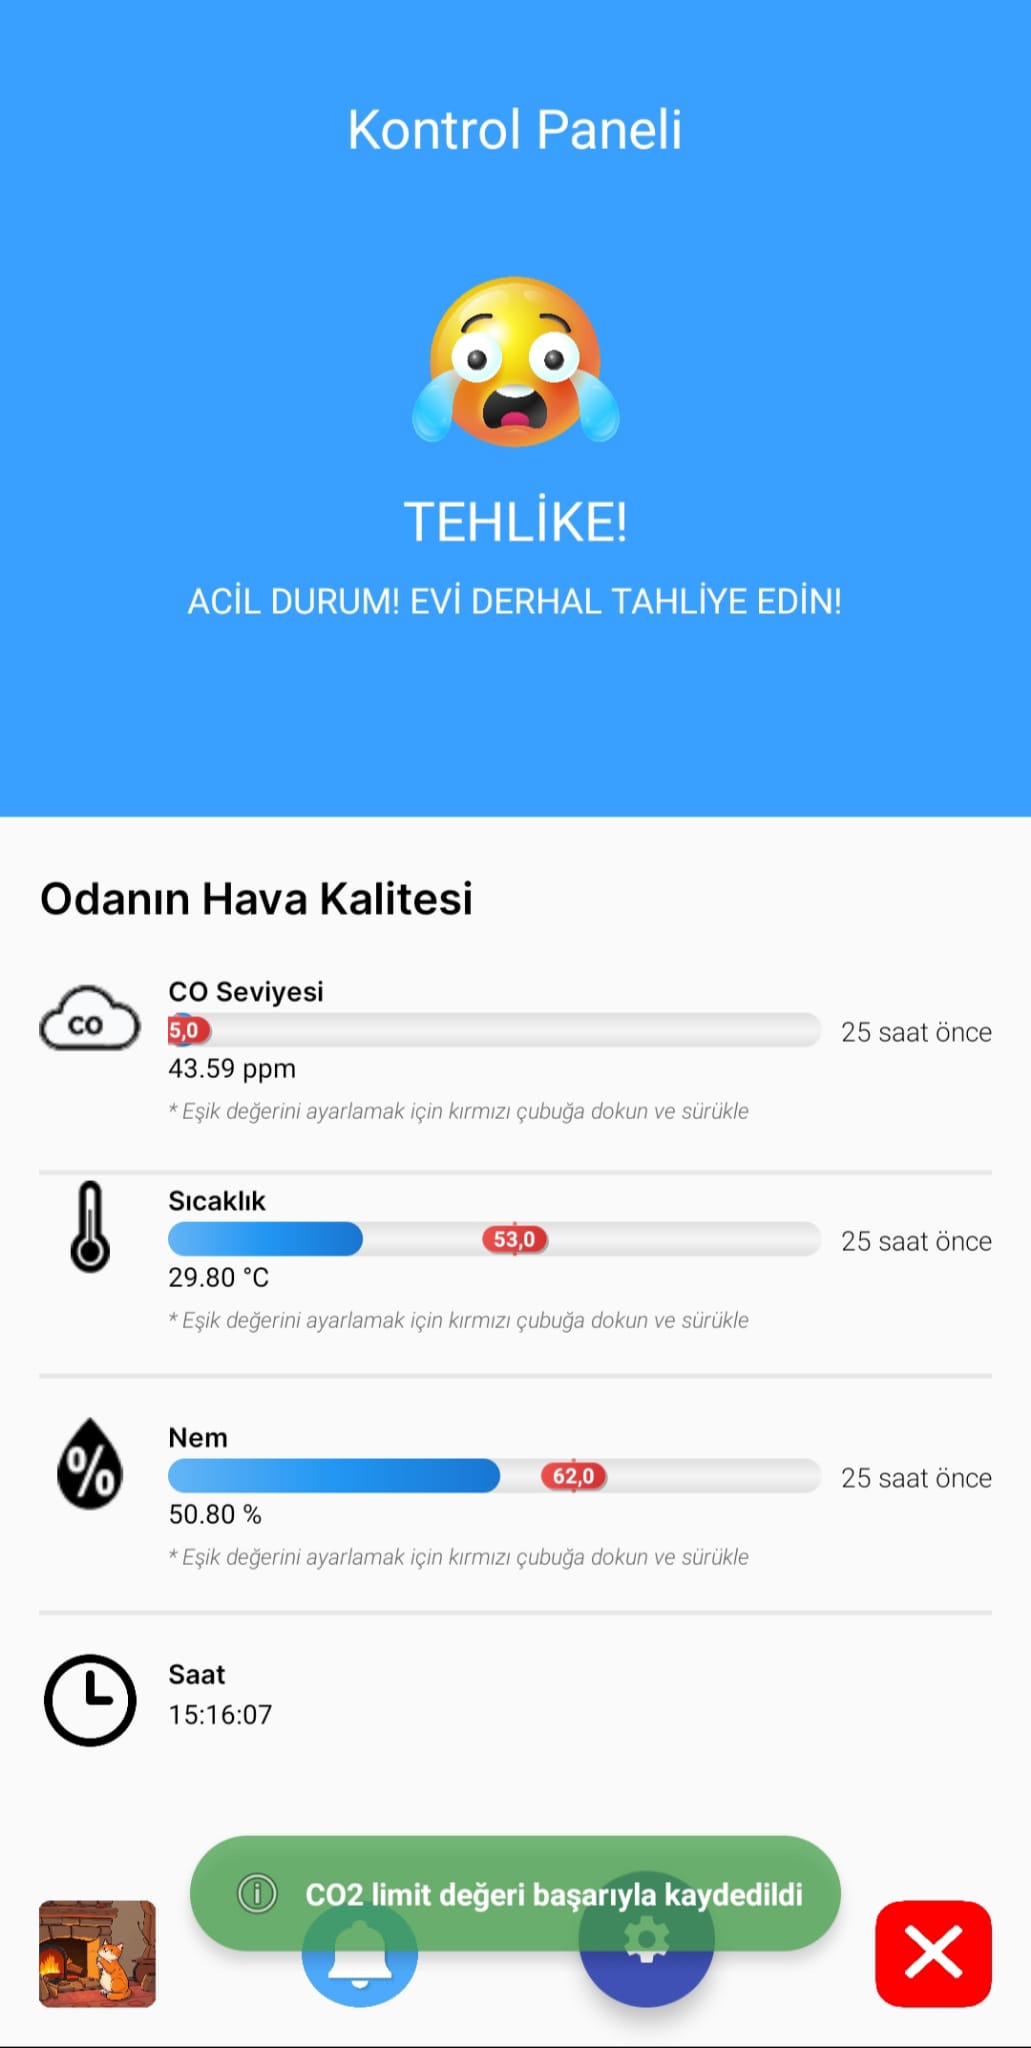 Kontrol Paneli
TEHLİKE!
ACİL DURUM! EVİ DERHAL TAHLİYE EDİN!
Odanın Hava Kalitesi
CO
CO Seviyesi
5,0
25 saat önce
43.59 ppm
* Eşik değerini ayarlamak için kırmızı çubuğa dokun ve sürükle
Sıcaklık
53,0
25 saat önce
29.80 °C
* Eşik değerini ayarlamak için kırmızı çubuğa dokun ve sürükle
%
Nem
62,0
25 saat önce
50.80 %
* Eşik değerini ayarlamak için kırmızı çubuğa dokun ve sürükle
Saat
15:16:07
CO2 limit değeri başarıyla kaydedildi